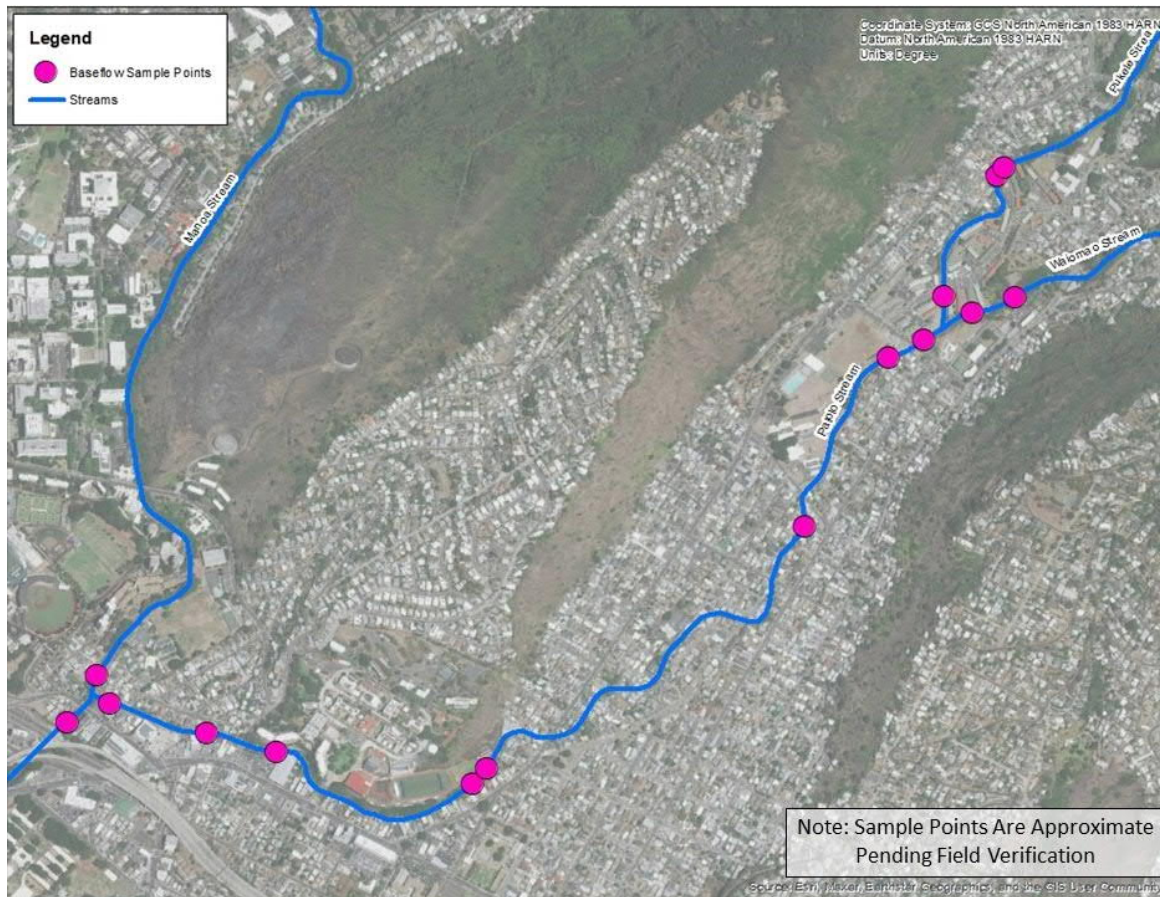 Legend
Baseflow Sample Points
Streams
Coordinate System: GCS North American 1983 HARN
Datum: North American 1983 HARN
Units: Degree
Pukele Strea
Manoa Stream
Waiomao Stream
Palolo Stream
Note: Sample Points Are Approximate
Pending Field Verification
Source: Esri, Maxar, Earthstar Geographics, and the GIS User Communit